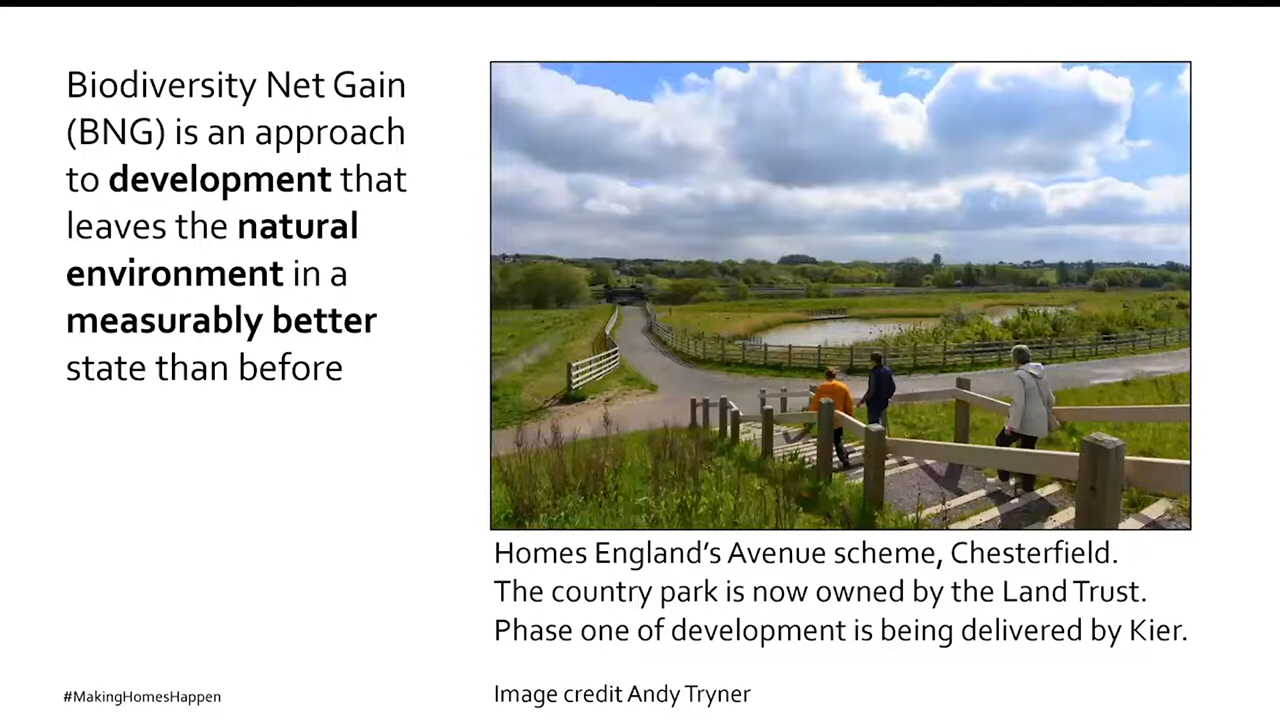 Biodiversity Net Gain
(BNG) is an approach
to development that
leaves the natural
environment in a
measurably better
state than before
Homes England's Avenue scheme, Chesterfield.
The country park is now owned by the Land Trust.
Phase one of development is being delivered by Kier.
#MakingHomesHappen
Image credit Andy Tryner